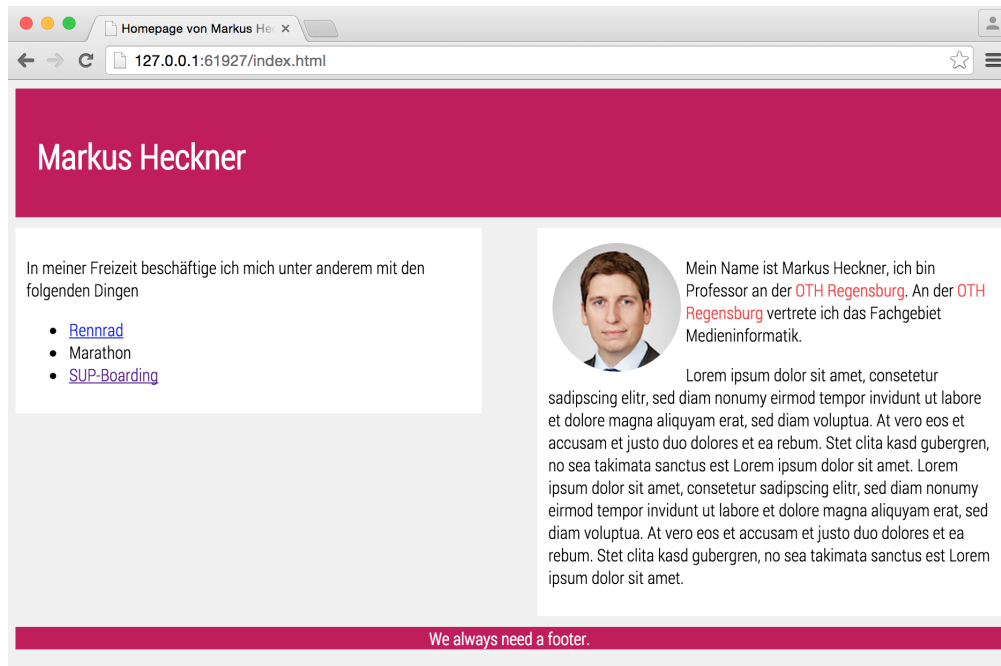 Homepage von Markus Hec
127.0.0.1:61927/index.html
Markus Heckner
In meiner Freizeit beschäftige ich mich unter anderem mit den
folgenden Dingen
Rennrad
Marathon
SUP-Boarding
Mein Name ist Markus Heckner, ich bin
Professor an der OTH Regensburg. An der OTH
Regensburg vertrete ich das Fachgebiet
Medieninformatik.
Lorem ipsum dolor sit amet, consetetur
sadipscing elitr, sed diam nonumy eirmod tempor invidunt ut labore
et dolore magna aliquyam erat, sed diam voluptua. At vero eos et
accusam et justo duo dolores et ea rebum. Stet clita kasd gubergren,
no sea takimata sanctus est Lorem ipsum dolor sit amet. Lorem
ipsum dolor sit amet, consetetur sadipscing elitr, sed diam nonumy
eirmod tempor invidunt ut labore et dolore magna aliquyam erat, sed
diam voluptua. At vero eos et accusam et justo duo dolores et ea
rebum. Stet clita kasd gubergren, no sea takimata sanctus est Lorem
ipsum dolor sit amet.
We always need a footer.